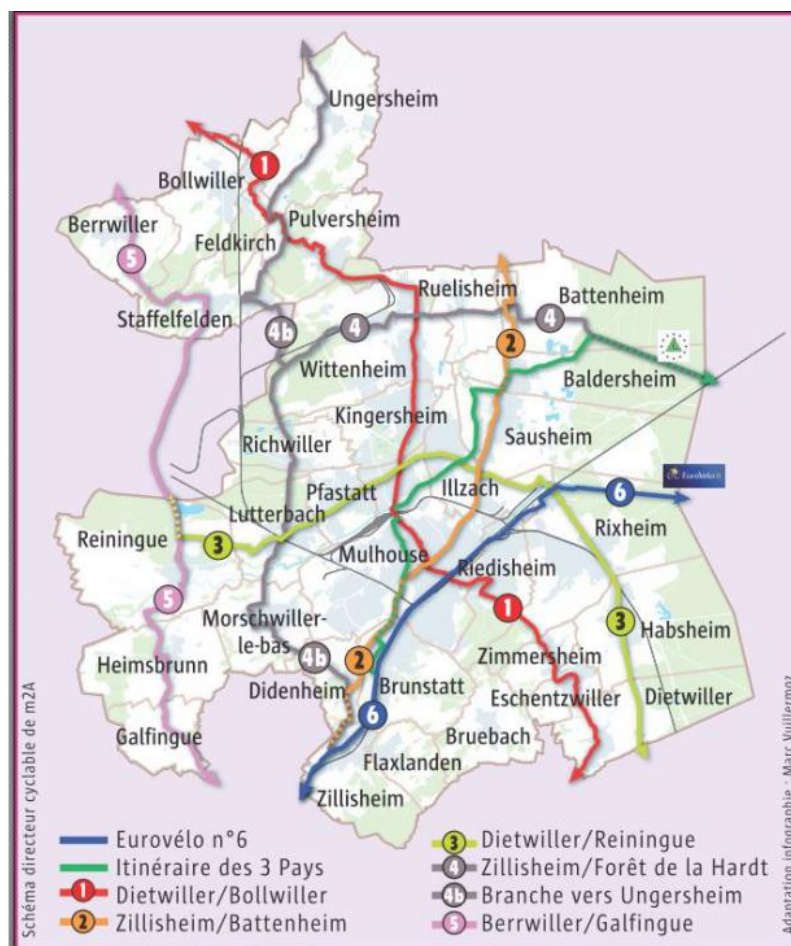 Ungersheim
1
Bollwiller
Pulversheim
Berrwiller
Feldkirch
5
Ruelisheim
Battenheim
Staffelfelden
4b
4
4
2
Wittenheim
Baldersheim
Kingersheim
Sausheim
Richwiller
Pfastatt
Illzach
6
Lutterbach
Rixheim
Reiningue
3
Mulhouse
Riedisheim
5
1
3
Morschwiller-
le-bas
Habsheim
4b
2
Zimmersheim
Heimsbrunn
Didenheim
Brunstatt
Eschentzwiller
Dietwiller
6
Galfingue
Bruebach
Flaxlanden
Zillisheim
Eurovélo n°6
Itinéraire des 3 Pays
1 Dietwiller/Bollwiller
2 Zillisheim/Battenheim
3 Dietwiller/Reiningue
4 Zillisheim/Forêt de la Hardt
4b Branche vers Ungersheim
5 Berrwiller/Galfingue
Schéma directeur cyclable de m2A
Adaptation infographie : Marc Vuillermoz